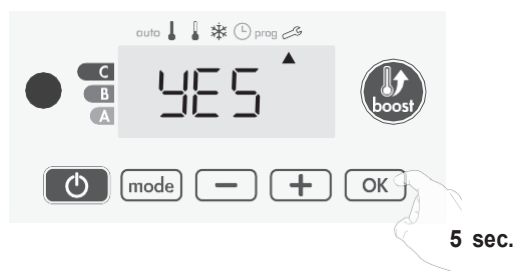 auto prog
C
B
A
YES
boost
mode - + OK
5 sec.